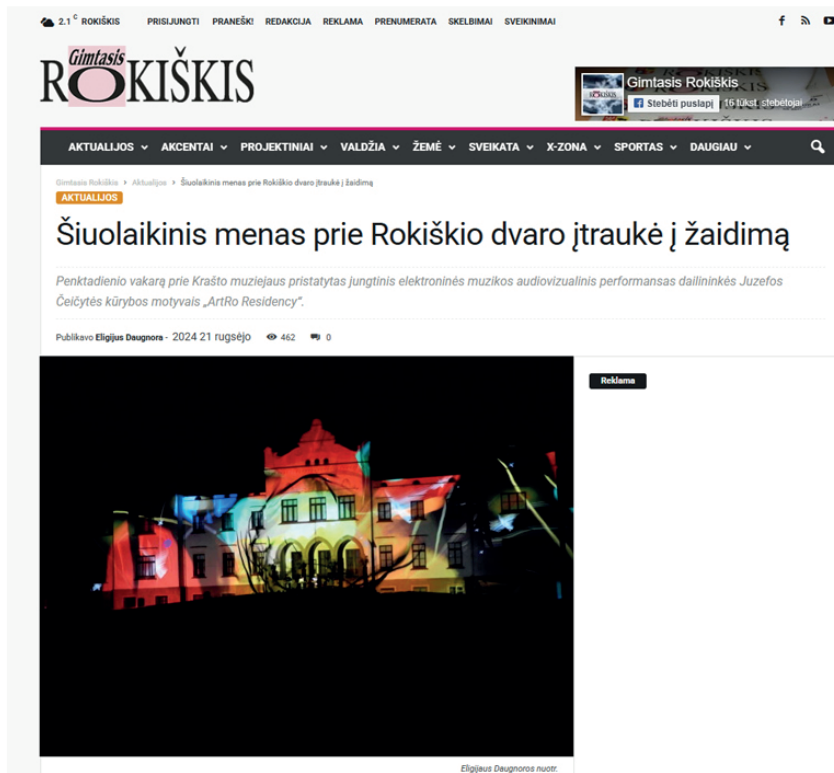 2.1 C ROKIŠKIS PRISIJUNGTI PRANEŠK! REDAKCIJA REKLAMA PRENUMERATA SKELBIMAI SVEIKINIMAI
Gimtasis
ROKIŠKIS
Gimtasis Rokiškis
Stebėti puslapį 16 tūkst. stebėtojai
AKTUALIJOS AKCENTAI PROJEKTINIAI VALDŽIA ŽEMĖ SVEIKATA X-ZONA SPORTAS DAUGIAU
Gimtasis Rokiškis Aktualijos Šiuolaikinis menas prie Rokiškio dvaro įtraukė į žaidimą
AKTUALIJOS
Šiuolaikinis menas prie Rokiškio dvaro įtraukė į žaidimą
Penktadienio vakarą prie Krašto muziejaus pristatytas jungtinis elektroninės muzikos audiovizualinis performansas dailininkės Juzefos
Čeičytės kūrybos motyvais „ArtRo Residency“.
Publikavo Eligijus Daugnora - 2024 21 rugsėjo 462 0
Reklama
Eligijaus Daugnoros nuotr.